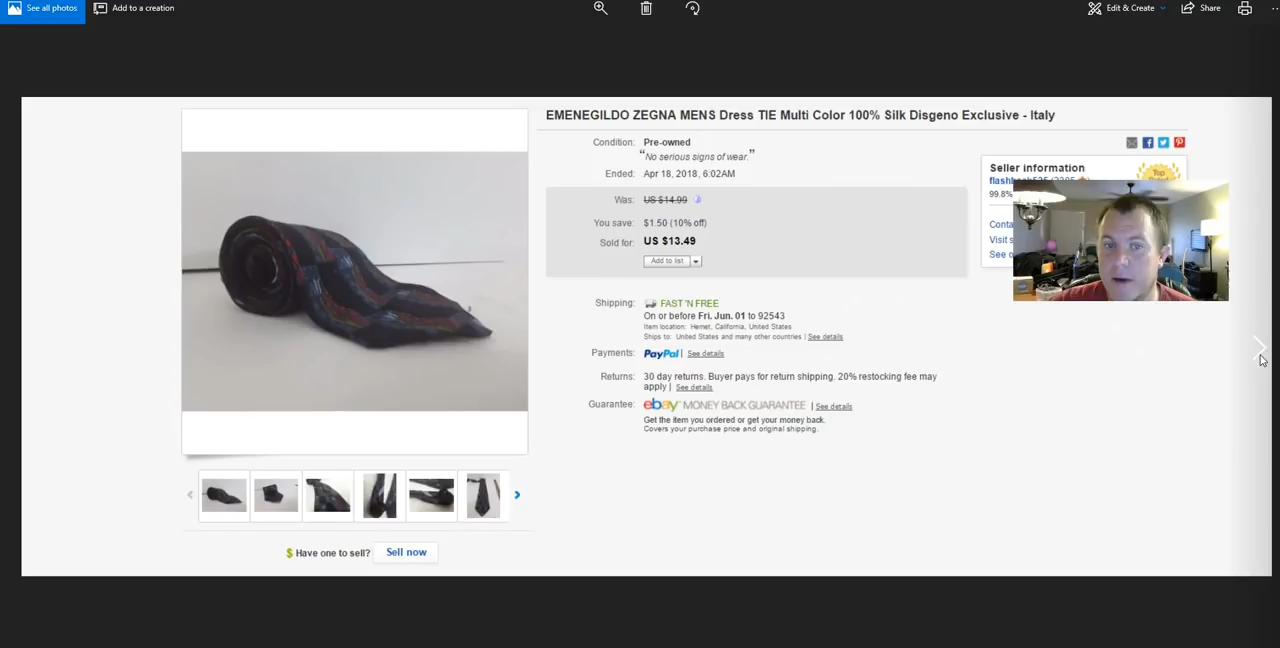 See all photos
Add to a creation
Edit & Create
Share
EMENEGILDO ZEGNA MENS Dress TIE Multi Color 100% Silk Disgeno Exclusive - Italy
Condition: Pre-owned
“No serious signs of wear.”
Ended: Apr 18, 2018, 6:02AM
Was: US $14.99
You save: $1.50 (10% off)
Sold for: US $13.49
Add to list
Shipping: FAST 'N FREE
On or before Fri. Jun. 01 to 92543
Item location: Hemet, California, United States
Ships to: United States and many other countries | See details
Payments: PayPal | See details
Returns: 30 day returns. Buyer pays for return shipping. 20% restocking fee may
apply | See details
Guarantee: ebay MONEY BACK GUARANTEE | See details
Get the item you ordered or get your money back.
Covers your purchase price and original shipping.
Seller information
Top
99.8%
Visit s
$ Have one to sell? Sell now